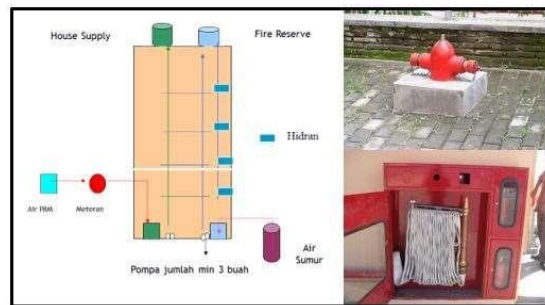 House Supply
Fire Reserve
Hidran
Air PAM
Meteran
Air
Sumur
Pompa jumlah min 3 buah